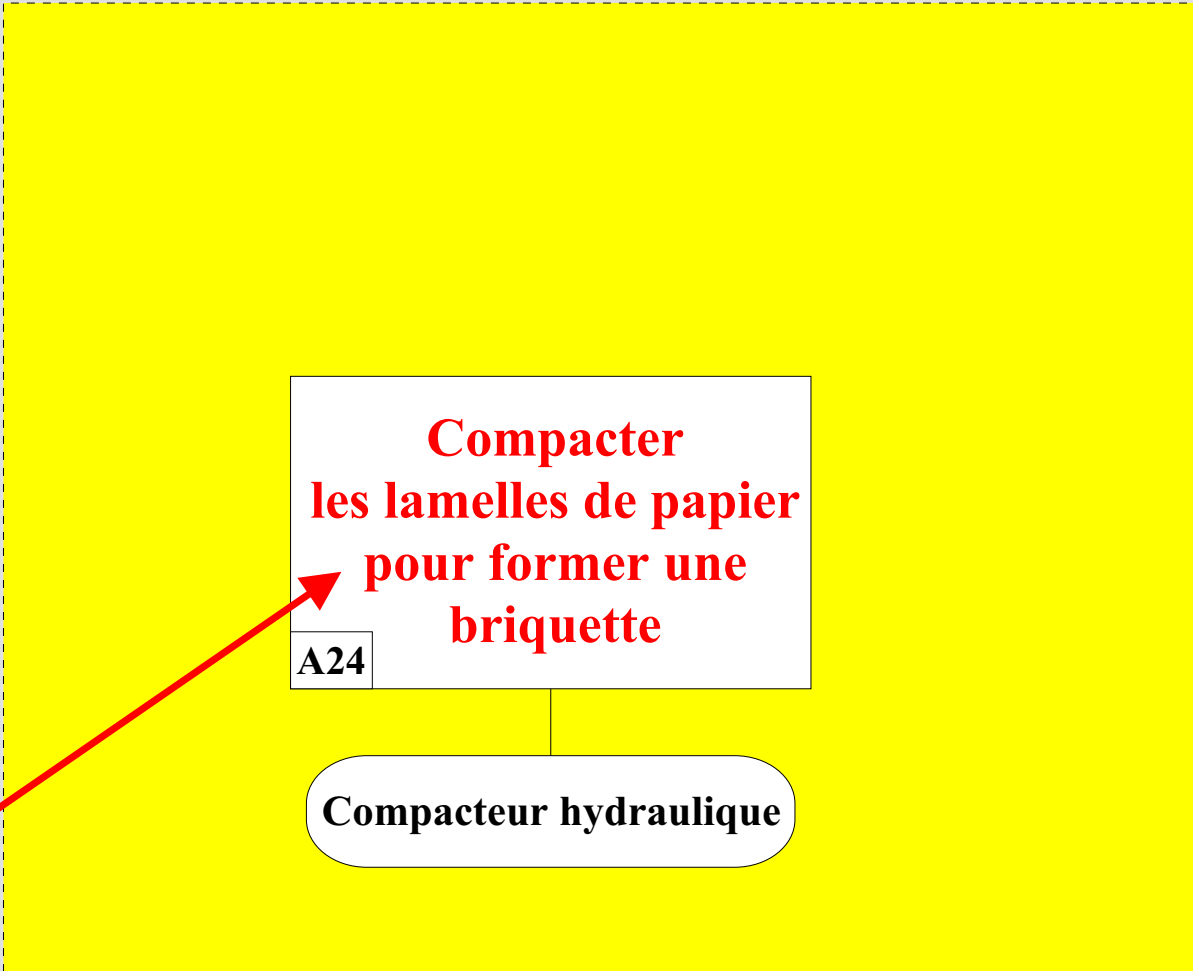 Compacter
les lamelles de papier
pour former une
briquette
A24
Compacteur hydraulique